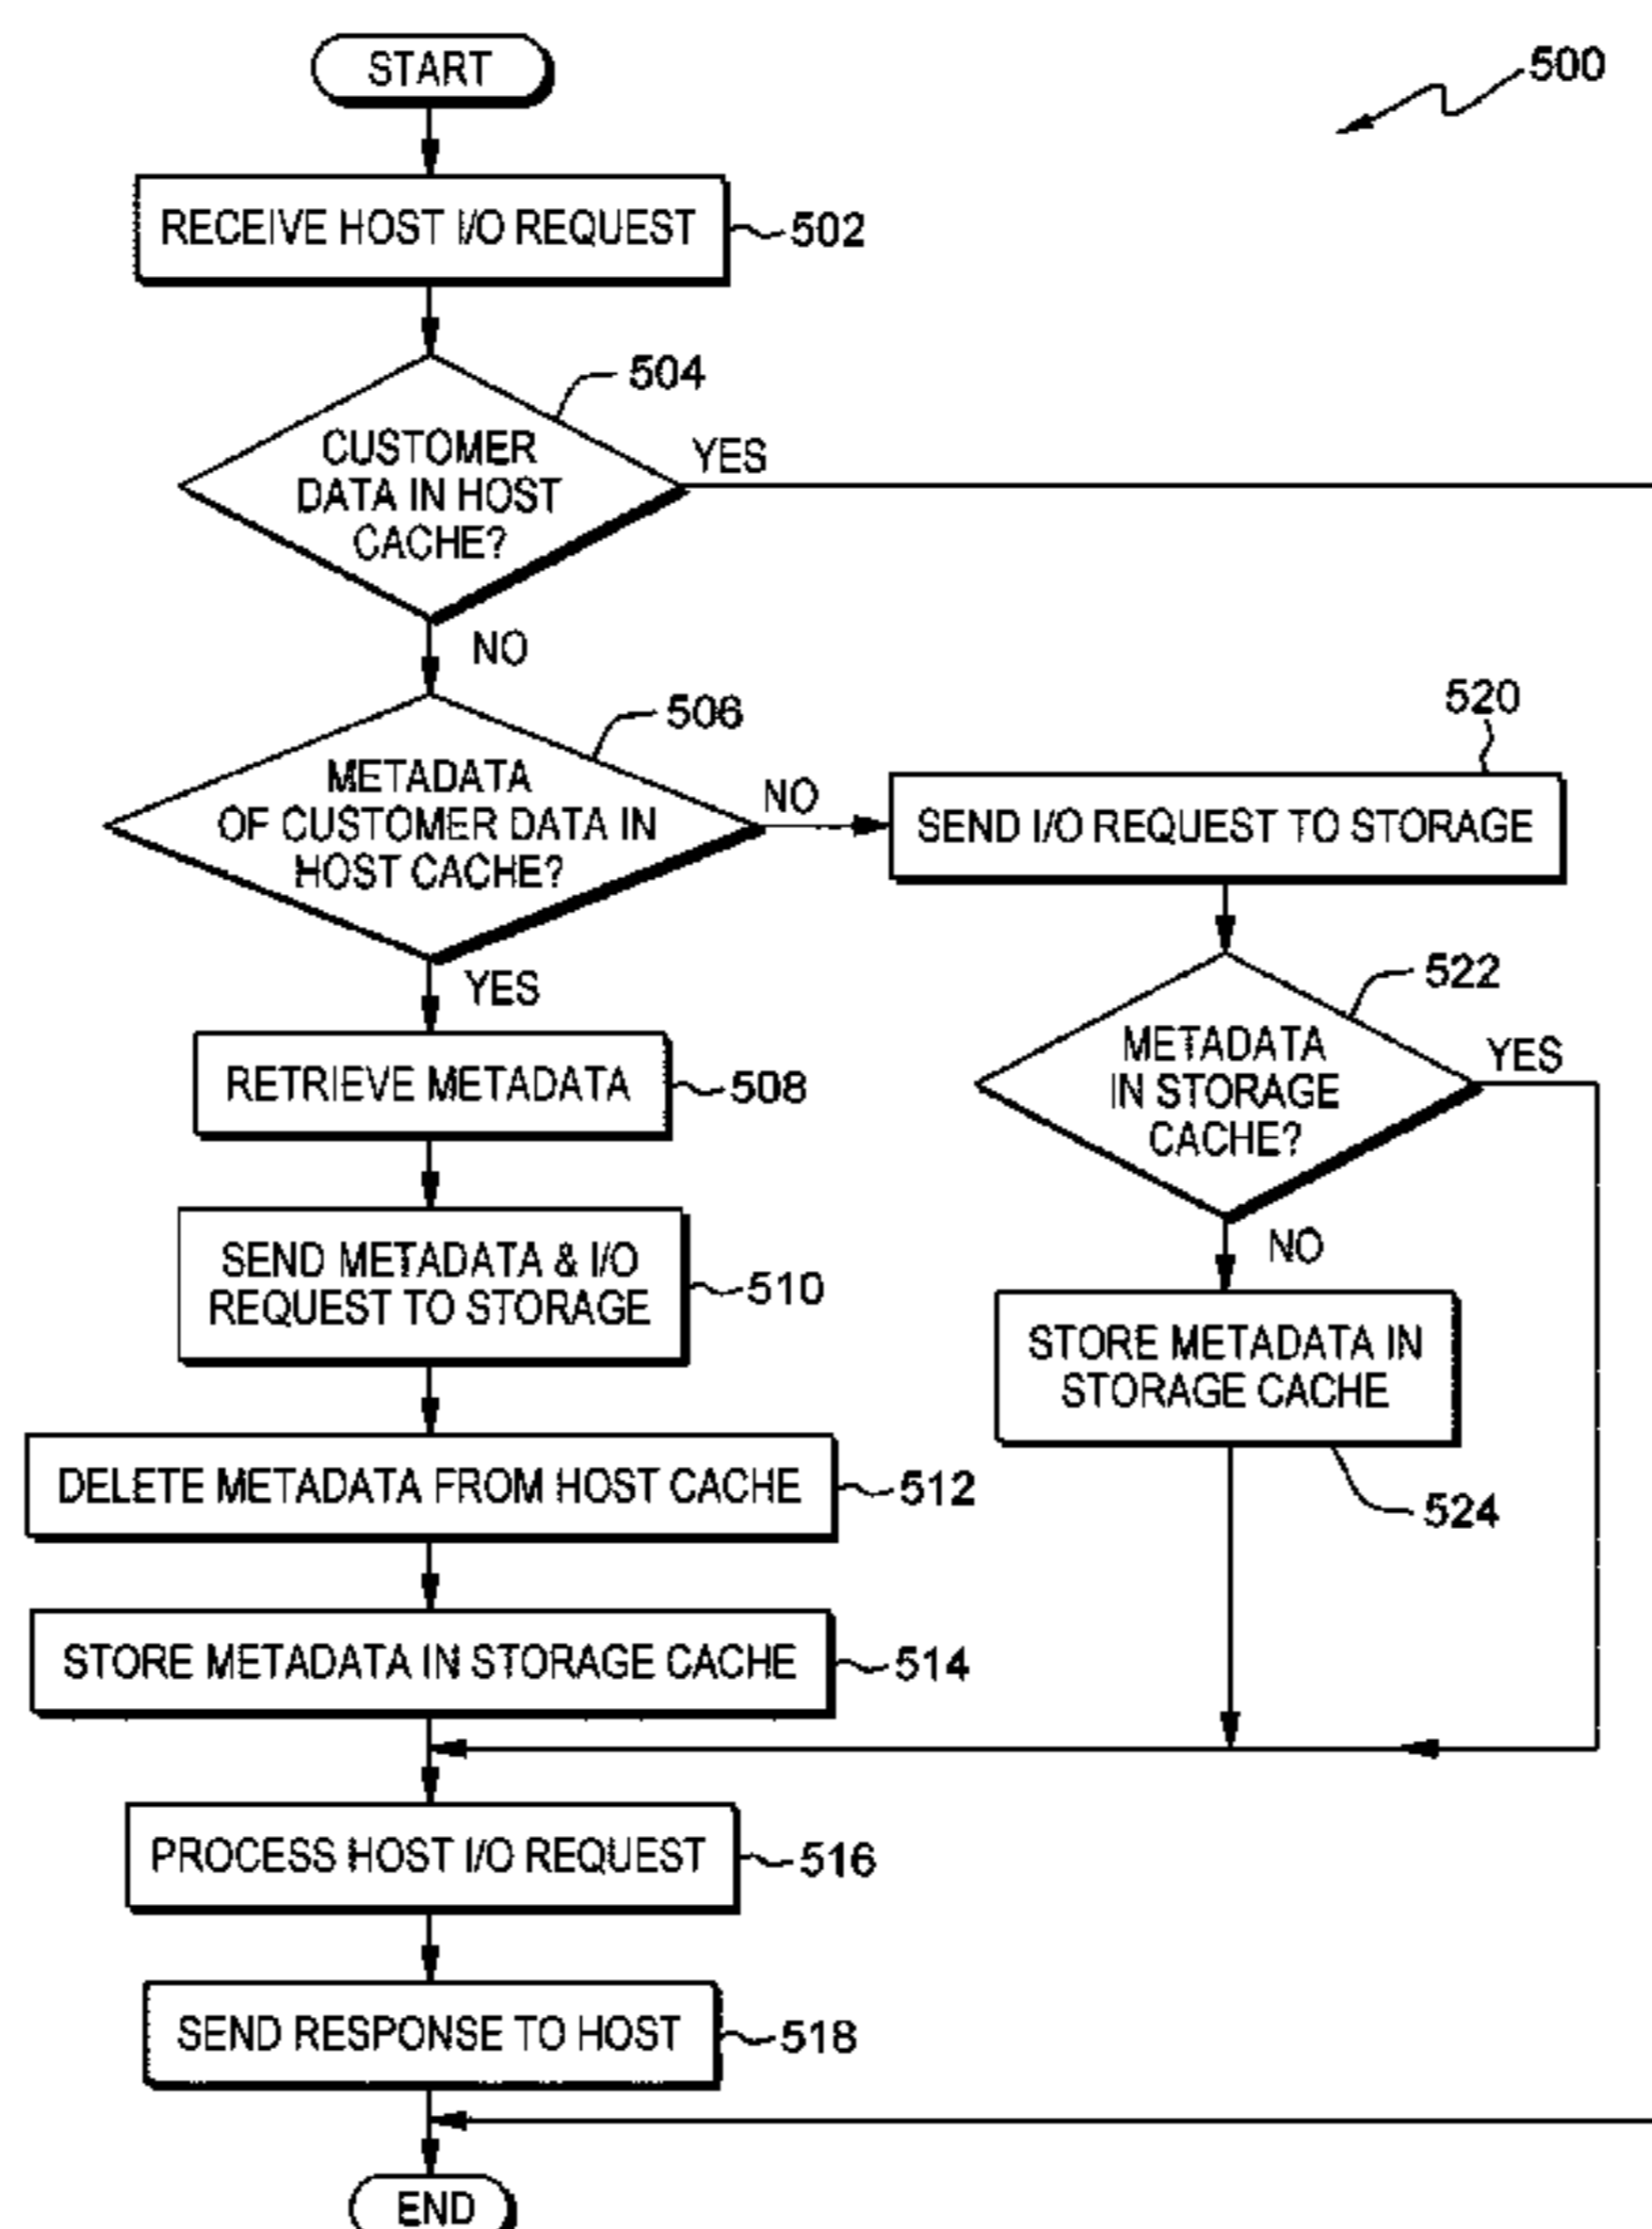 START
500
RECEIVE HOST I/O REQUEST
502
504
CUSTOMER
DATA IN HOST
CACHE?
YES
NO
506
METADATA
OF CUSTOMER DATA IN
HOST CACHE?
NO
520
SEND I/O REQUEST TO STORAGE
YES
522
METADATA
IN STORAGE
CACHE?
YES
RETRIEVE METADATA
508
NO
SEND METADATA & I/O
REQUEST TO STORAGE
510
STORE METADATA IN
STORAGE CACHE
524
DELETE METADATA FROM HOST CACHE
512
STORE METADATA IN STORAGE CACHE
514
PROCESS HOST I/O REQUEST
516
SEND RESPONSE TO HOST
518
END